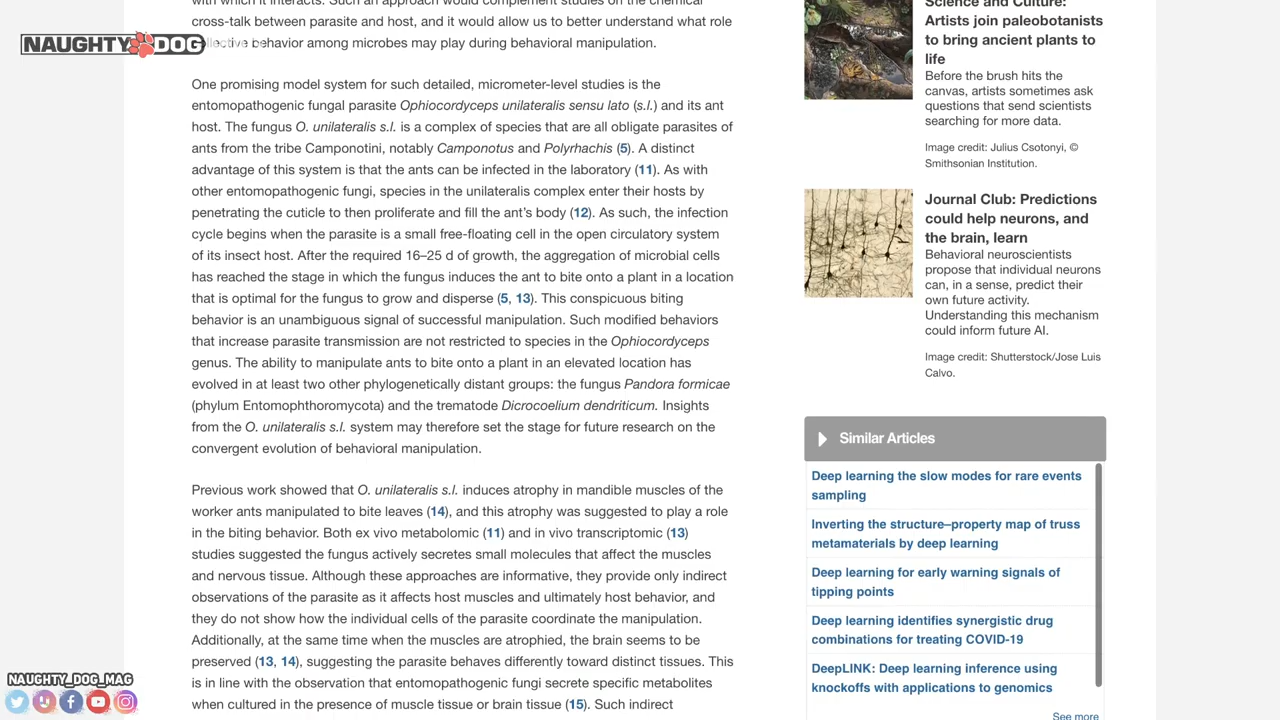 with which it interacts. Such an approach would complement studies on the chemical
cross-talk between parasite and host, and it would allow us to better understand what role
collective behavior among microbes may play during behavioral manipulation.
NAUGHTY DOG
One promising model system for such detailed, micrometer-level studies is the
entomopathogenic fungal parasite Ophiocordyceps unilateralis sensu lato (s.l.) and its ant
host. The fungus O. unilateralis s.l. is a complex of species that are all obligate parasites of
ants from the tribe Camponotini, notably Camponotus and Polyrhachis (5). A distinct
advantage of this system is that the ants can be infected in the laboratory (11). As with
other entomopathogenic fungi, species in the unilateralis complex enter their hosts by
penetrating the cuticle to then proliferate and fill the ant's body (12). As such, the infection
cycle begins when the parasite is a small free-floating cell in the open circulatory system
of its insect host. After the required 16–25 d of growth, the aggregation of microbial cells
has reached the stage in which the fungus induces the ant to bite onto a plant in a location
that is optimal for the fungus to grow and disperse (5, 13). This conspicuous biting
behavior is an unambiguous signal of successful manipulation. Such modified behaviors
that increase parasite transmission are not restricted to species in the Ophiocordyceps
genus. The ability to manipulate ants to bite onto a plant in an elevated location has
evolved in at least two other phylogenetically distant groups: the fungus Pandora formicae
(phylum Entomophthoromycota) and the trematode Dicrocoelium dendriticum. Insights
from the O. unilateralis s.l. system may therefore set the stage for future research on the
convergent evolution of behavioral manipulation.
Previous work showed that O. unilateralis s.l. induces atrophy in mandible muscles of the
worker ants manipulated to bite leaves (14), and this atrophy was suggested to play a role
in the biting behavior. Both ex vivo metabolomic (11) and in vivo transcriptomic (13)
studies suggested the fungus actively secretes small molecules that affect the muscles
and nervous tissue. Although these approaches are informative, they provide only indirect
observations of the parasite as it affects host muscles and ultimately host behavior, and
they do not show how the individual cells of the parasite coordinate the manipulation.
Additionally, at the same time when the muscles are atrophied, the brain seems to be
preserved (13, 14), suggesting the parasite behaves differently toward distinct tissues. This
is in line with the observation that entomopathogenic fungi secrete specific metabolites
when cultured in the presence of muscle tissue or brain tissue (15). Such indirect
NAUGHTY_DOG_MAG
Science and Culture:
Artists join paleobotanists
to bring ancient plants to
life
Before the brush hits the
canvas, artists sometimes ask
questions that send scientists
searching for more data.
Image credit: Julius Csotonyi, ©
Smithsonian Institution.
Journal Club: Predictions
could help neurons, and
the brain, learn
Behavioral neuroscientists
propose that individual neurons
can, in a sense, predict their
own future activity.
Understanding this mechanism
could inform future AI.
Image credit: Shutterstock/Jose Luis
Calvo.
Similar Articles
Deep learning the slow modes for rare events
sampling
Inverting the structure–property map of truss
metamaterials by deep learning
Deep learning for early warning signals of
tipping points
Deep learning identifies synergistic drug
combinations for treating COVID-19
DeepLINK: Deep learning inference using
knockoffs with applications to genomics
See more